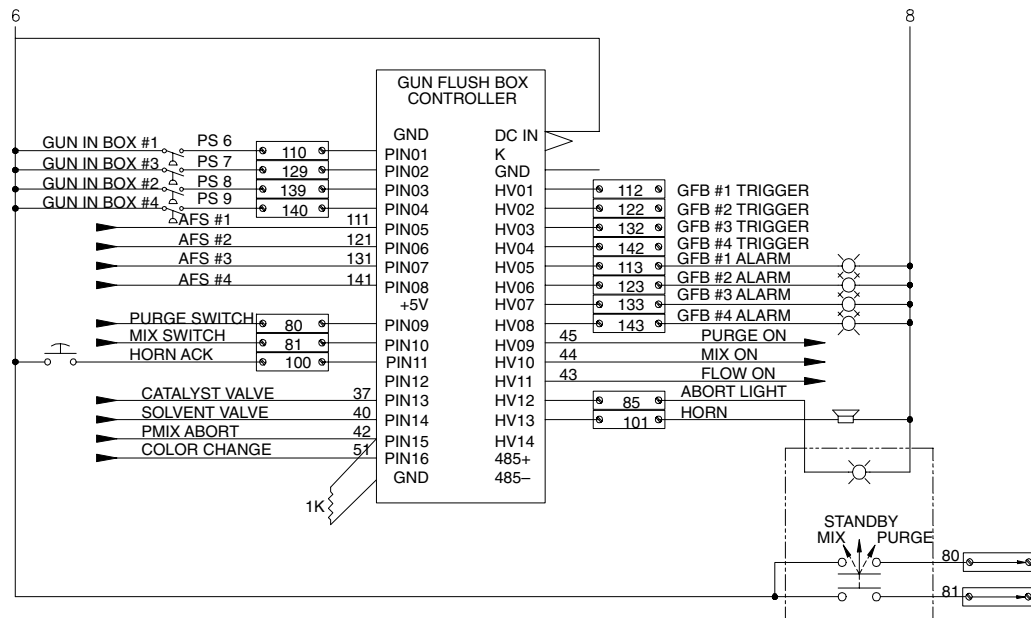 6 8
GUN FLUSH BOX
CONTROLLER
GND DC IN
GUN IN BOX #1 PS 6 110 PIN01 K
GUN IN BOX #3 PS 7 129 PIN02 GND
GUN IN BOX #2 PS 8 139 PIN03 HV01 112 GFB #1 TRIGGER
GUN IN BOX #4 PS 9 140 PIN04 HV02 122 GFB #2 TRIGGER
AFS #1 111 PIN05 HV03 132 GFB #3 TRIGGER
AFS #2 121 PIN06 HV04 142 GFB #4 TRIGGER
AFS #3 131 PIN07 HV05 113 GFB #1 ALARM
AFS #4 141 PIN08 HV06 123 GFB #2 ALARM
+5V HV07 133 GFB #3 ALARM
PURGE SWITCH 80 PIN09 HV08 143 GFB #4 ALARM
MIX SWITCH 81 PIN10 HV09 45 PURGE ON
HORN ACK 100 PIN11 HV10 44 MIX ON
PIN12 HV11 43 FLOW ON
CATALYST VALVE 37 PIN13 HV12 85 ABORT LIGHT
SOLVENT VALVE 40 PIN14 HV13 101 HORN
PMIX ABORT 42 PIN15 HV14
COLOR CHANGE 51 PIN16 485+
GND 485–
1K
STANDBY
MIX PURGE
80
81